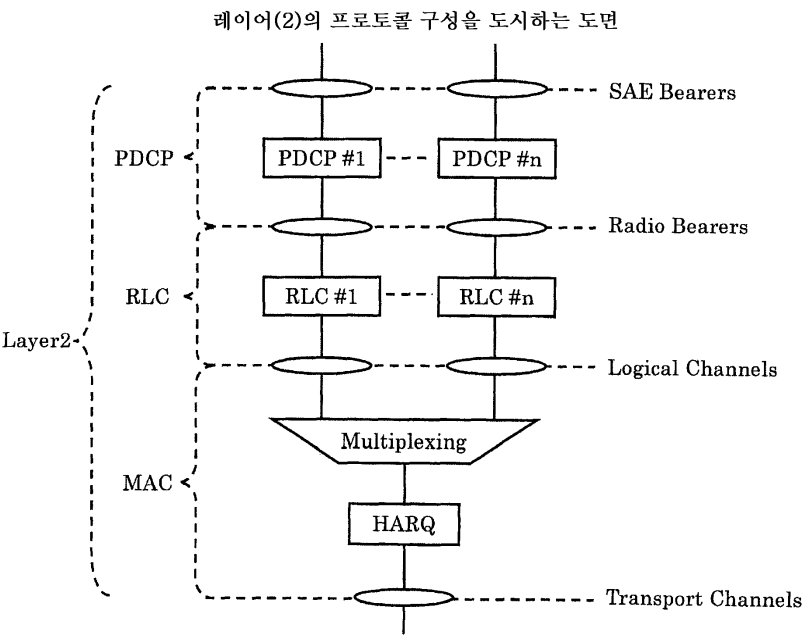 레이어(2)의 프로토콜 구성을 도시하는 도면
SAE Bearers
PDCP
PDCP #1
PDCP #n
Radio Bearers
RLC
RLC #1
RLC #n
Layer2
Logical Channels
Multiplexing
MAC
HARQ
Transport Channels